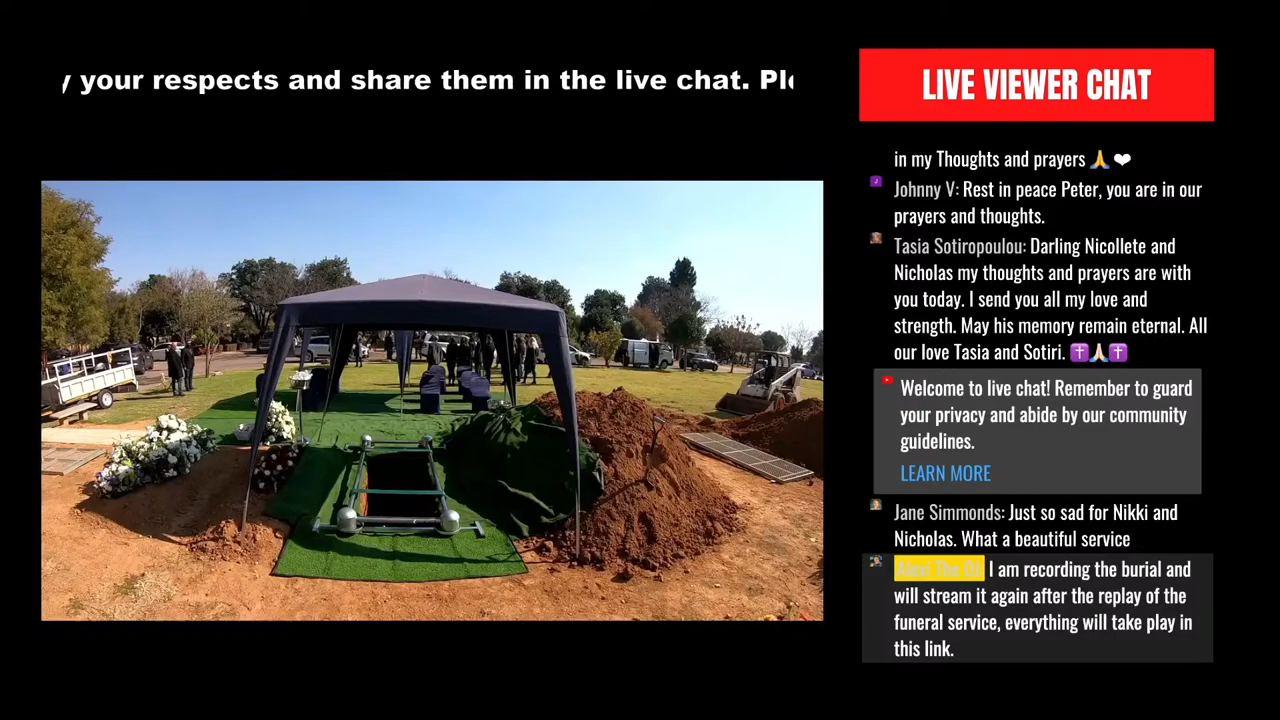 your respects and share them in the live chat.
LIVE VIEWER CHAT
in my Thoughts and prayers 🙏 ❤
Johnny V: Rest in peace Peter, you are in our
prayers and thoughts.
Tasia Sotiropoulou: Darling Nicollete and
Nicholas my thoughts and prayers are with
you today. I send you all my love and
strength. May his memory remain eternal. All
our love Tasia and Sotiri. ✝️🙏🏻✝️
Welcome to live chat! Remember to guard
your privacy and abide by our community
guidelines.
LEARN MORE
Jane Simmonds: Just so sad for Nikki and
Nicholas. What a beautiful service
Alexi The DJ: I am recording the burial and
will stream it again after the replay of the
funeral service, everything will take play in
this link.